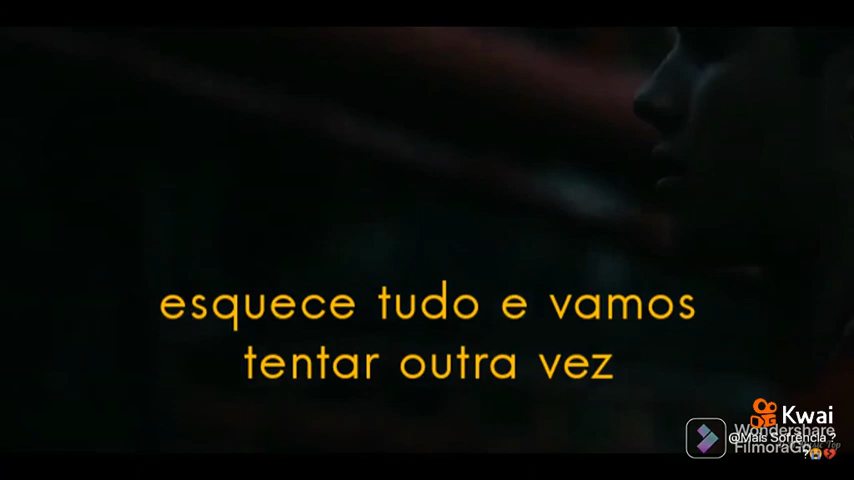 esquece tudo e vamos
tentar outra vez
Kwai
Wondershare
FilmoraGo
@Mais Sofrência ?
?😭💔